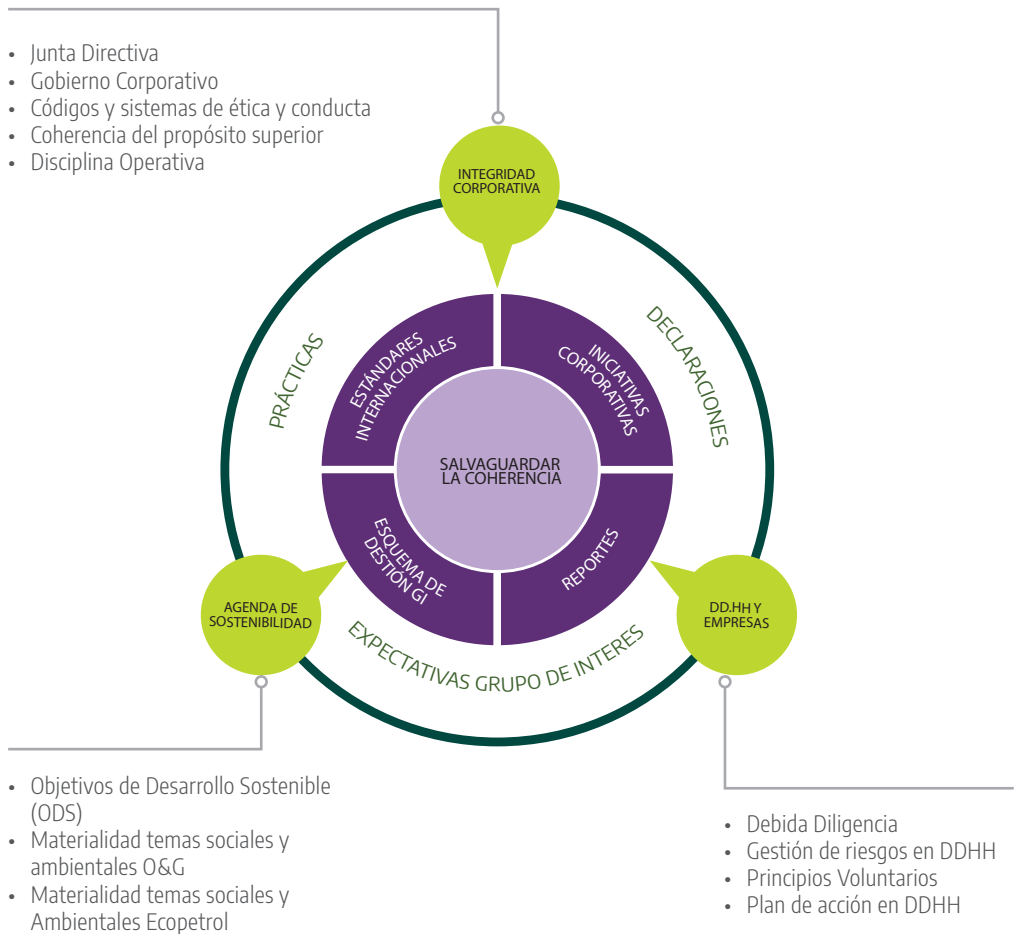 • Junta Directiva
• Gobierno Corporativo
• Códigos y sistemas de ética y conducta
• Coherencia del propósito superior
• Disciplina Operativa
INTEGRIDAD
CORPORATIVA
PRÁCTICAS
DECLARACIONES
ESTÁNDARES
INTERNACIONALES
INICIATIVAS
CORPORATIVAS
SALVAGUARDAR
LA COHERENCIA
ESQUEMA DE
DESTIÓN GI
REPORTES
AGENDA DE
SOSTENIBILIDAD
DD.HH Y
EMPRESAS
EXPECTATIVAS GRUPO DE INTERES
• Objetivos de Desarrollo Sostenible
(ODS)
• Materialidad temas sociales y
ambientales O&G
• Materialidad temas sociales y
Ambientales Ecopetrol
• Debida Diligencia
• Gestión de riesgos en DDHH
• Principios Voluntarios
• Plan de acción en DDHH